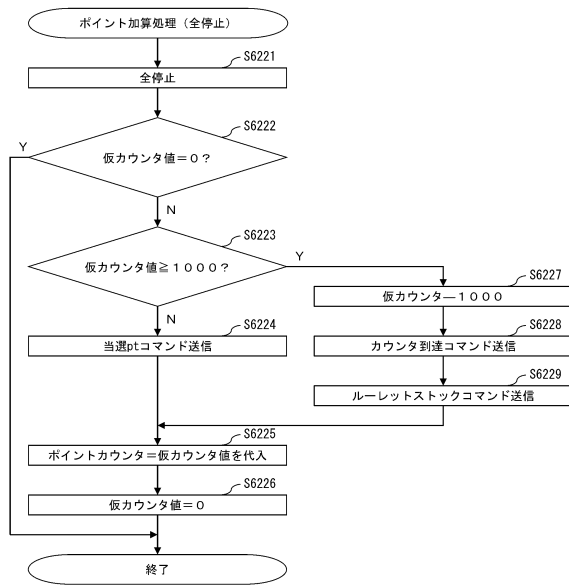 ポイント加算処理（全停止）
S6221
全停止
S6222
Y
仮カウンタ値＝０？
N
S6223
Y
仮カウンタ値≧１０００？
S6227
仮カウンタ―１０００
N
S6224
当選ptコマンド送信
S6228
カウンタ到達コマンド送信
S6229
ルーレットストックコマンド送信
S6225
ポイントカウンタ＝仮カウンタ値を代入
S6226
仮カウンタ値＝０
終了